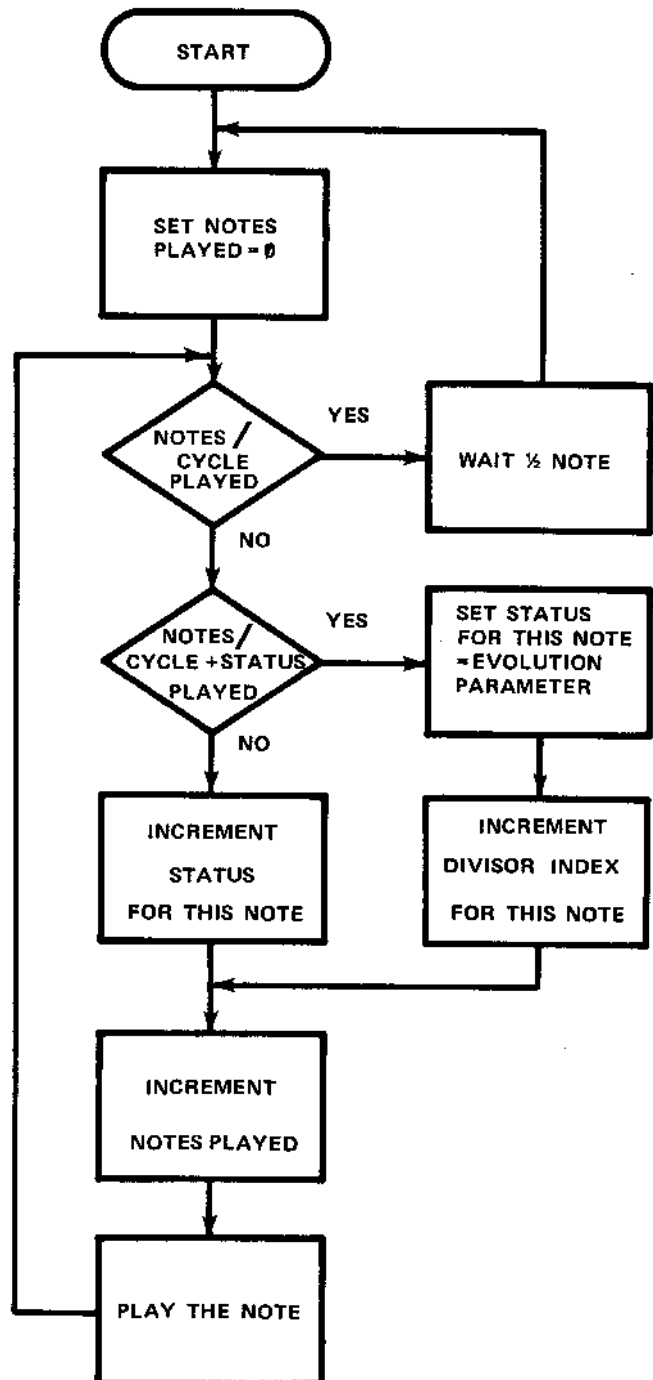 START
SET NOTES
PLAYED = 0
NOTES /
CYCLE
PLAYED
YES
WAIT ½ NOTE
NO
NOTES /
CYCLE + STATUS
PLAYED
YES
SET STATUS
FOR THIS NOTE
= EVOLUTION
PARAMETER
NO
INCREMENT
STATUS
FOR THIS NOTE
INCREMENT
DIVISOR INDEX
FOR THIS NOTE
INCREMENT
NOTES PLAYED
PLAY THE NOTE